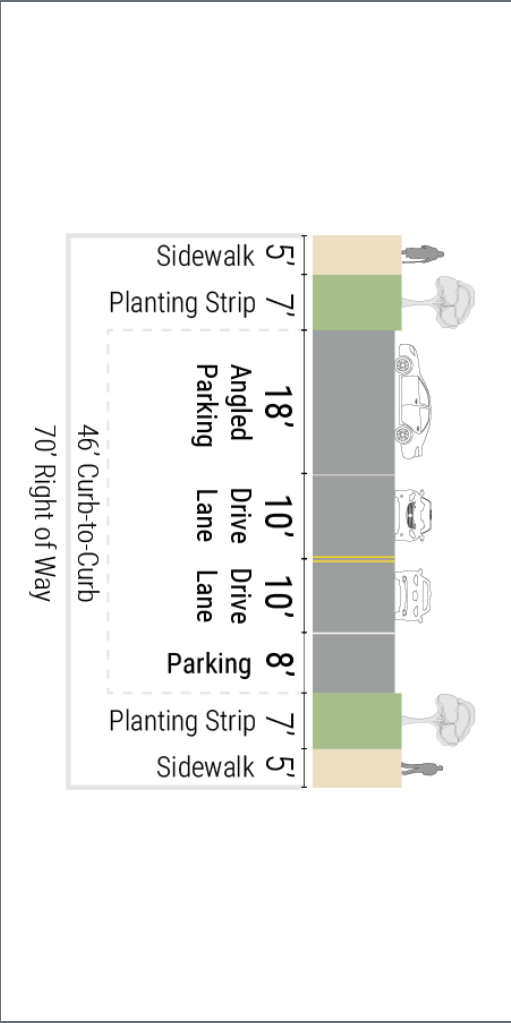 5’
7’
18’
10’
10’
8’
7’
5’
Sidewalk
Planting Strip
Angled
Parking
Drive
Lane
Drive
Lane
Parking
Planting Strip
Sidewalk
46’ Curb-to-Curb
70’ Right of Way